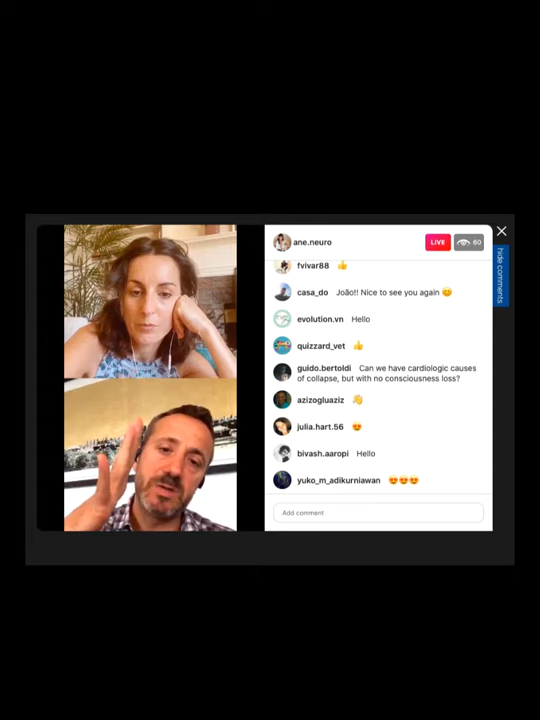 ane.neuro
LIVE
60
hide comments
fvivar88 👍
casa_do João!! Nice to see you again 😊
evolution.vn Hello
quizzard_vet 👍
guido.bertoldi Can we have cardiologic causes
of collapse, but with no consciousness loss?
azizogluaziz 👋
julia.hart.56 😍
bivash.aaropi Hello
yuko_m_adikurniawan 😍😍😍
Add comment